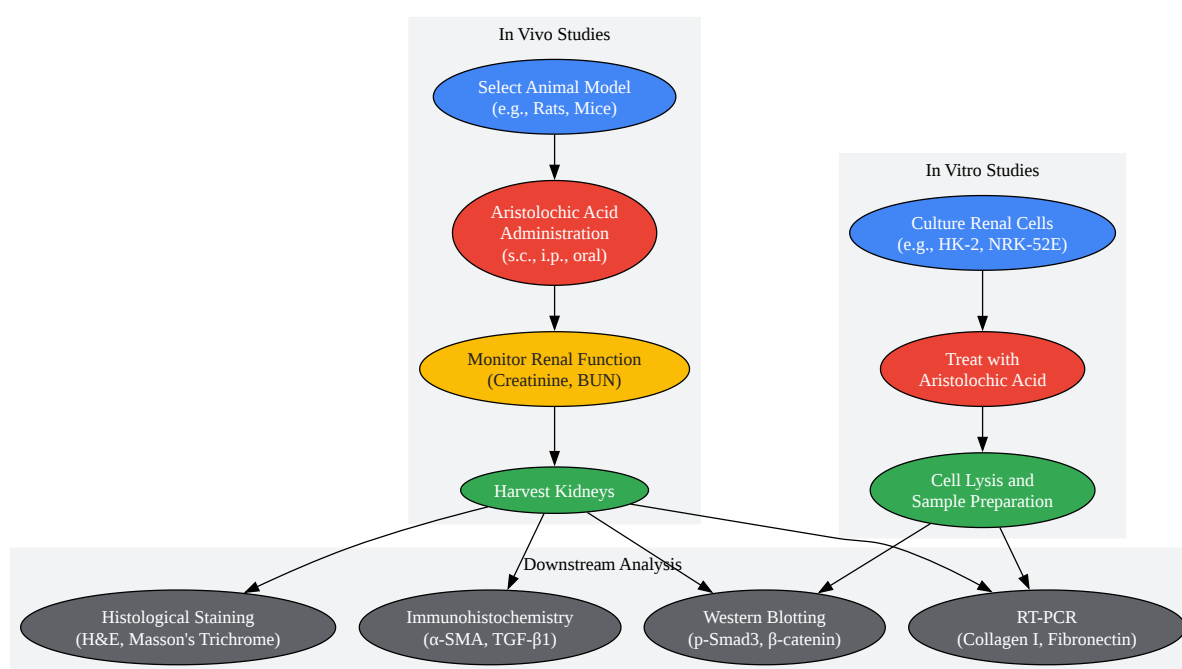 In Vivo Studies
Select Animal Model
(e.g., Rats, Mice)
Aristolochic Acid
Administration
(s.c., i.p., oral)
Monitor Renal Function
(Creatinine, BUN)
Harvest Kidneys
In Vitro Studies
Culture Renal Cells
(e.g., HK-2, NRK-52E)
Treat with
Aristolochic Acid
Cell Lysis and
Sample Preparation
Downstream Analysis
Histological Staining
(H&E, Masson's Trichrome)
Immunohistochemistry
(α-SMA, TGF-β1)
Western Blotting
(p-Smad3, β-catenin)
RT-PCR
(Collagen I, Fibronectin)